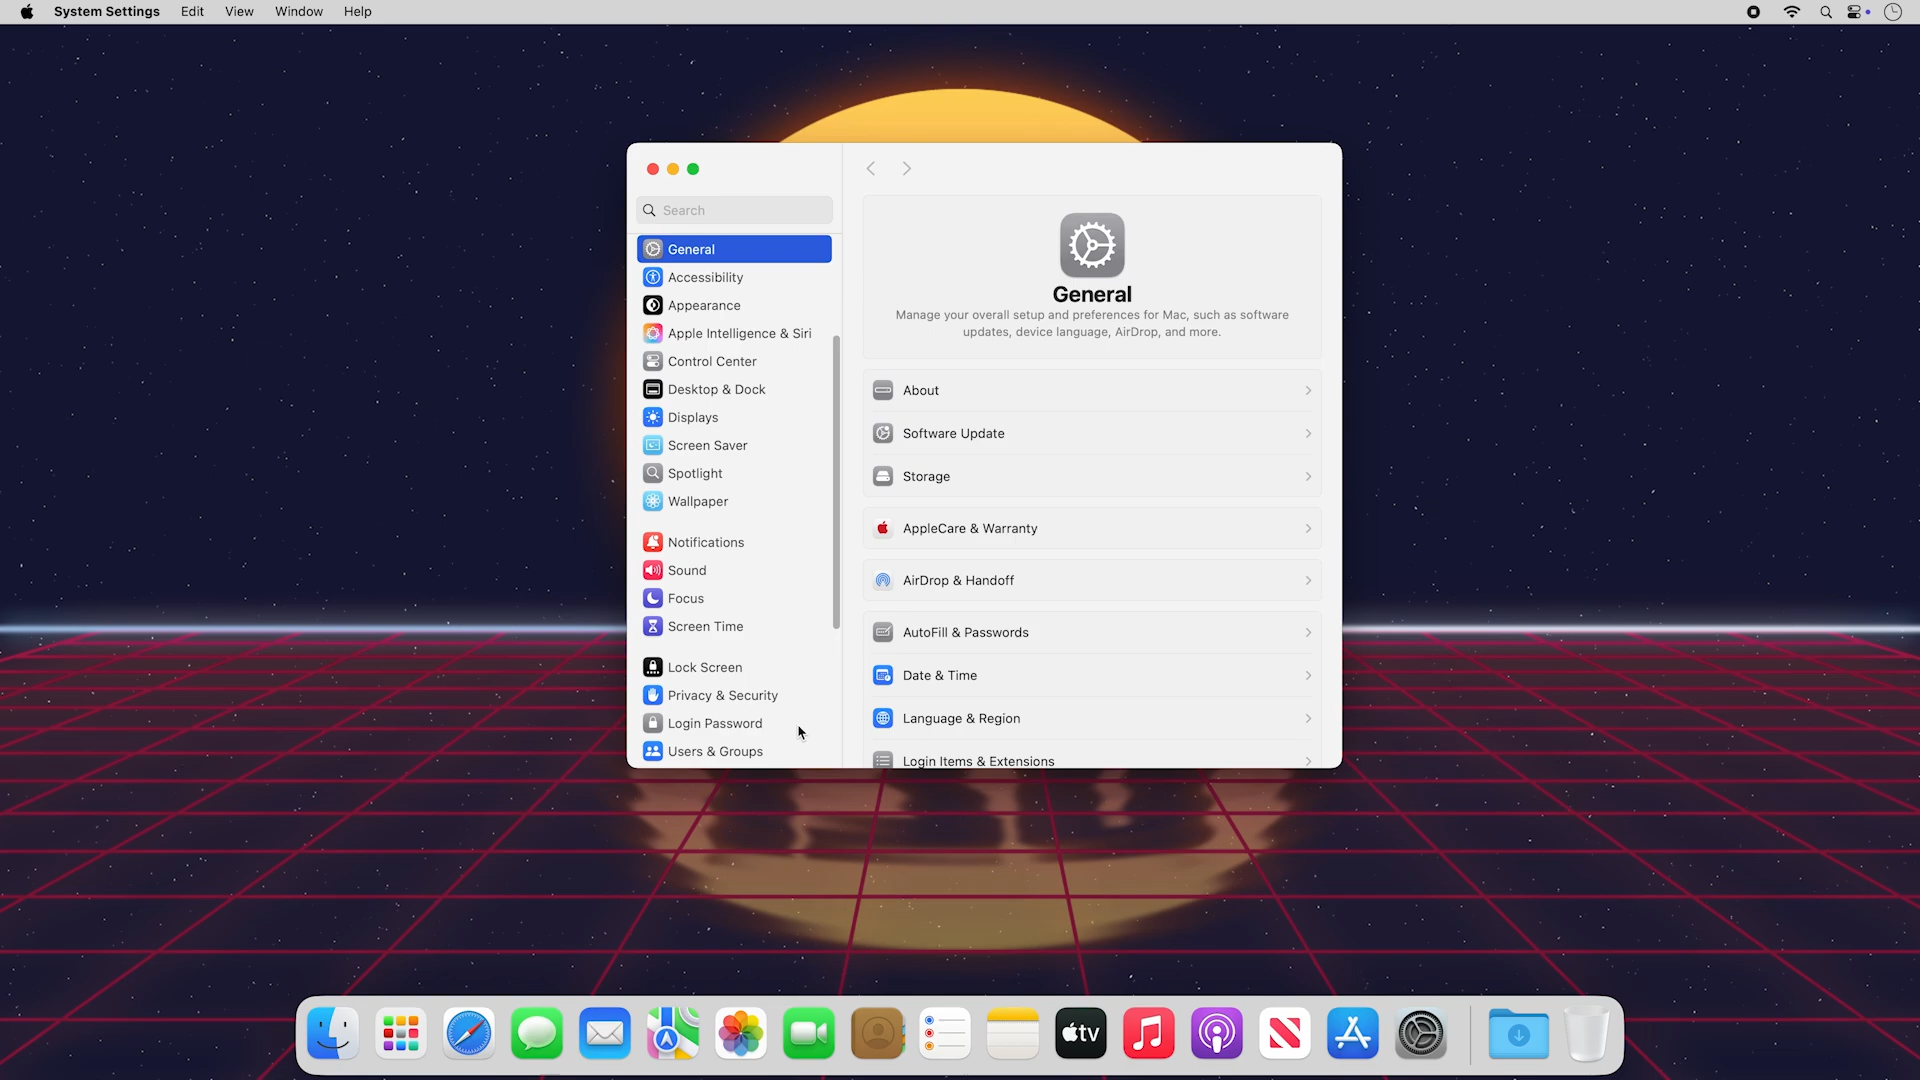 System Settings Edit View Window Help
Search
General
Accessibility
Appearance
Apple Intelligence & Siri
Control Center
Desktop & Dock
Displays
Screen Saver
Spotlight
Wallpaper
Notifications
Sound
Focus
Screen Time
Lock Screen
Privacy & Security
Login Password
Users & Groups
General
Manage your overall setup and preferences for Mac, such as software
updates, device language, AirDrop, and more.
About
Software Update
Storage
AppleCare & Warranty
AirDrop & Handoff
AutoFill & Passwords
Date & Time
Language & Region
Login Items & Extensions
tv